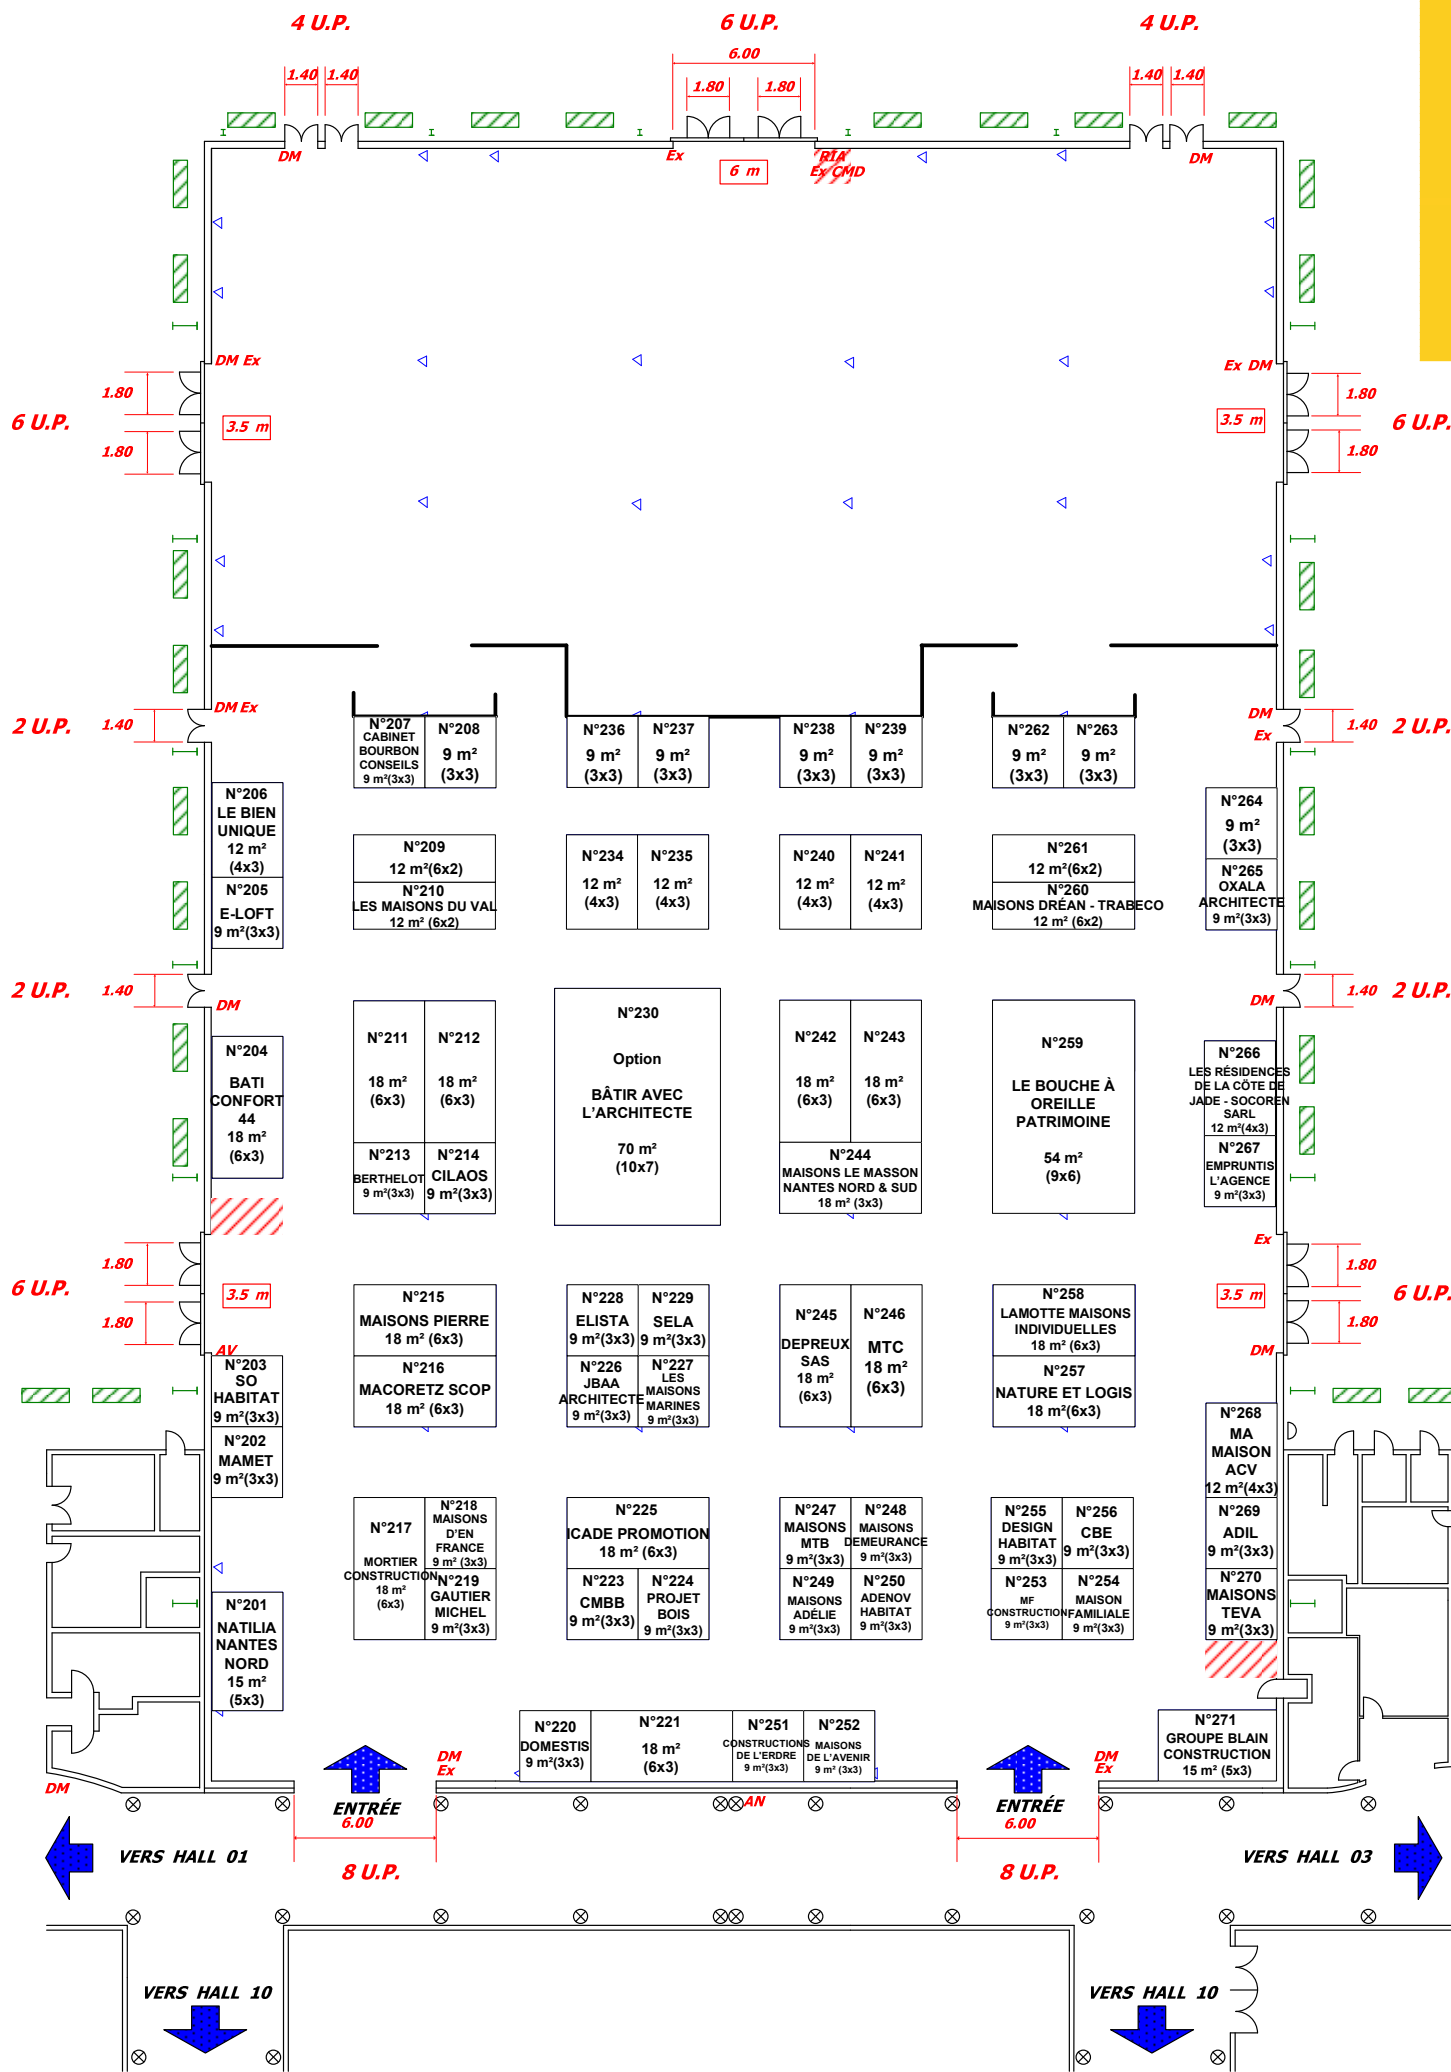 4 U.P.
6 U.P.
4 U.P.
6.00
1.40 1.40
1.80
1.80
1.40 1.40
DM
Ex
RIA
Ex CMD
DM
6 m
DM Ex
Ex DM
1.80
1.80
6 U.P.
3.5 m
3.5 m
6 U.P.
1.80
1.80
DM Ex
DM
Ex
2 U.P.
1.40
1.40
2 U.P.
N°207
CABINET
BOURBON
CONSEILS
9 m²(3x3)
N°208
9 m²
(3x3)
N°236
9 m²
(3x3)
N°237
9 m²
(3x3)
N°238
9 m²
(3x3)
N°239
9 m²
(3x3)
N°262
9 m²
(3x3)
N°263
9 m²
(3x3)
N°206
LE BIEN
UNIQUE
12 m²
(4x3)
N°205
E-LOFT
9 m²(3x3)
N°209
12 m²(6x2)
N°210
LES MAISONS DU VAL
12 m² (6x2)
N°234
12 m²
(4x3)
N°235
12 m²
(4x3)
N°240
12 m²
(4x3)
N°241
12 m²
(4x3)
N°261
12 m²(6x2)
N°260
MAISONS DRÉAN - TRABECO
12 m² (6x2)
N°264
9 m²
(3x3)
N°265
OXALA
ARCHITECTE
9 m²(3x3)
2 U.P.
1.40
DM
DM
1.40
2 U.P.
N°204
BATI
CONFORT
44
18 m²
(6x3)
N°211
18 m²
(6x3)
N°212
18 m²
(6x3)
N°213
BERTHELOT
9 m²(3x3)
N°214
CILAOS
9 m²(3x3)
N°230
Option
BÂTIR AVEC
L'ARCHITECTE
70 m²
(10x7)
N°242
18 m²
(6x3)
N°243
18 m²
(6x3)
N°244
MAISONS LE MASSON
NANTES NORD & SUD
18 m² (3x3)
N°259
LE BOUCHE À
OREILLE
PATRIMOINE
54 m²
(9x6)
N°266
LES RÉSIDENCES
DE LA CÖTE DE
JADE - SOCOREN
SARL
12 m²(4x3)
N°267
EMPRUNTIS
L'AGENCE
9 m²(3x3)
Ex
1.80
1.80
6 U.P.
3.5 m
3.5 m
6 U.P.
1.80
1.80
AV
DM
N°215
MAISONS PIERRE
18 m² (6x3)
N°216
MACORETZ SCOP
18 m² (6x3)
N°228
ELISTA
9 m²(3x3)
N°229
SELA
9 m²(3x3)
N°226
JBAA
ARCHITECTE
9 m²(3x3)
N°227
LES
MAISONS
MARINES
9 m²(3x3)
N°245
DEPREUX
SAS
18 m²
(6x3)
N°246
MTC
18 m²
(6x3)
N°258
LAMOTTE MAISONS
INDIVIDUELLES
18 m² (6x3)
N°257
NATURE ET LOGIS
18 m²(6x3)
N°203
SO
HABITAT
9 m²(3x3)
N°202
MAMET
9 m²(3x3)
N°268
MA
MAISON
ACV
12 m²(4x3)
N°269
ADIL
9 m²(3x3)
N°270
MAISONS
TEVA
9 m²(3x3)
N°217
MORTIER
CONSTRUCTION
18 m²
(6x3)
N°218
MAISONS
D'EN
FRANCE
9 m² (3x3)
N°219
GAUTIER
MICHEL
9 m²(3x3)
N°225
ICADE PROMOTION
18 m² (6x3)
N°223
CMBB
9 m²(3x3)
N°224
PROJET
BOIS
9 m²(3x3)
N°247
MAISONS
MTB
9 m²(3x3)
N°248
MAISONS
DEMEURANCE
9 m²(3x3)
N°249
MAISONS
ADÉLIE
9 m²(3x3)
N°250
ADENOV
HABITAT
9 m²(3x3)
N°255
DESIGN
HABITAT
9 m²(3x3)
N°256
CBE
9 m²(3x3)
N°253
MF
CONSTRUCTION
9 m²(3x3)
N°254
MAISON
FAMILIALE
9 m²(3x3)
N°201
NATILIA
NANTES
NORD
15 m²
(5x3)
N°220
DOMESTIS
9 m²(3x3)
N°221
18 m²
(6x3)
N°251
CONSTRUCTIONS
DE L'ERDRE
9 m²(3x3)
N°252
MAISONS
DE L'AVENIR
9 m² (3x3)
N°271
GROUPE BLAIN
CONSTRUCTION
15 m² (5x3)
DM
DM
Ex
DM
Ex
ENTRÉE
AN
ENTRÉE
6.00
6.00
VERS HALL 01
8 U.P.
8 U.P.
VERS HALL 03
VERS HALL 10
VERS HALL 10